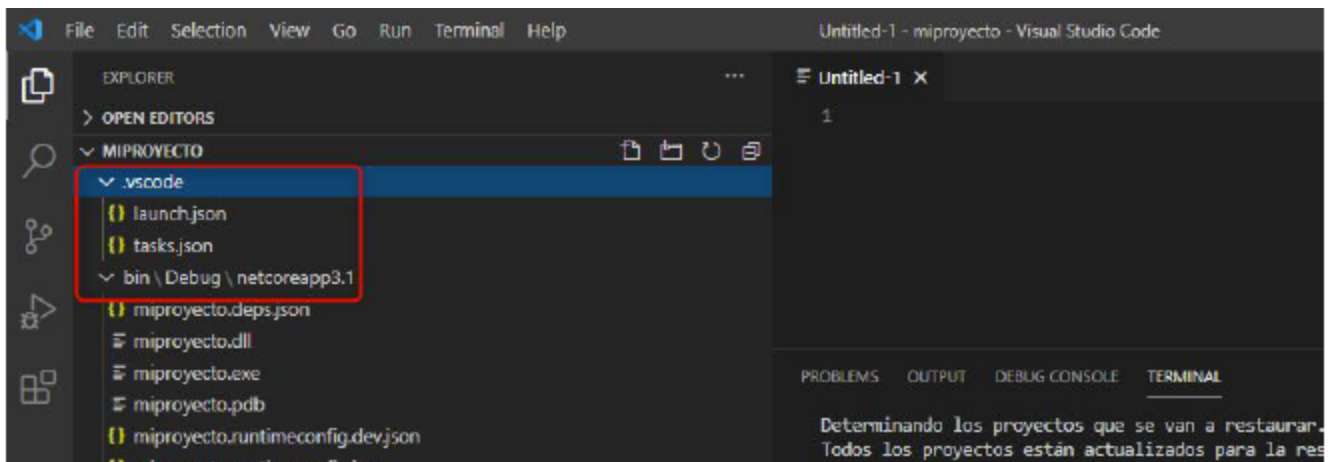 File Edit Selection View Go Run Terminal Help
Untitled-1 - miproyecto - Visual Studio Code
EXPLORER
Untitled-1
OPEN EDITORS
1
MIPROYECTO
.vscode
launch.json
tasks.json
bin \ Debug \ netcoreapp3.1
miproyecto.deps.json
miproyecto.dll
miproyecto.exe
miproyecto.pdb
miproyecto.runtimeconfig.dev.json
PROBLEMS OUTPUT DEBUG CONSOLE TERMINAL
Determinando los proyectos que se van a restaurar.
Todos los proyectos están actualizados para la res